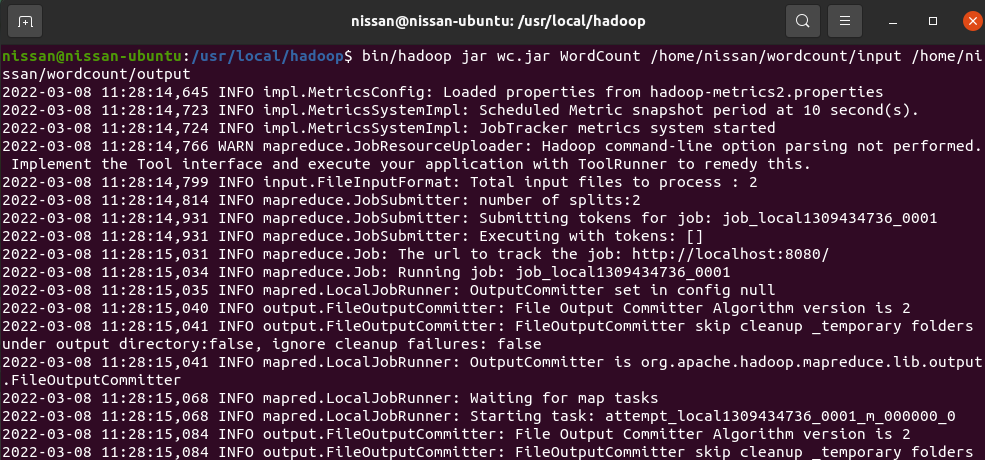 nissan@nissan-ubuntu: /usr/local/hadoop
nissan@nissan-ubuntu:/usr/local/hadoop$ bin/hadoop jar wc.jar WordCount /home/nissan/wordcount/input /home/ni
ssan/wordcount/output
2022-03-08 11:28:14,645 INFO impl.MetricsConfig: Loaded properties from hadoop-metrics2.properties
2022-03-08 11:28:14,723 INFO impl.MetricsSystemImpl: Scheduled Metric snapshot period at 10 second(s).
2022-03-08 11:28:14,724 INFO impl.MetricsSystemImpl: JobTracker metrics system started
2022-03-08 11:28:14,766 WARN mapreduce.JobResourceUploader: Hadoop command-line option parsing not performed.
 Implement the Tool interface and execute your application with ToolRunner to remedy this.
2022-03-08 11:28:14,799 INFO input.FileInputFormat: Total input files to process : 2
2022-03-08 11:28:14,814 INFO mapreduce.JobSubmitter: number of splits:2
2022-03-08 11:28:14,931 INFO mapreduce.JobSubmitter: Submitting tokens for job: job_local1309434736_0001
2022-03-08 11:28:14,931 INFO mapreduce.JobSubmitter: Executing with tokens: []
2022-03-08 11:28:15,031 INFO mapreduce.Job: The url to track the job: http://localhost:8080/
2022-03-08 11:28:15,034 INFO mapreduce.Job: Running job: job_local1309434736_0001
2022-03-08 11:28:15,035 INFO mapred.LocalJobRunner: OutputCommitter set in config null
2022-03-08 11:28:15,040 INFO output.FileOutputCommitter: File Output Committer Algorithm version is 2
2022-03-08 11:28:15,041 INFO output.FileOutputCommitter: FileOutputCommitter skip cleanup _temporary folders
under output directory:false, ignore cleanup failures: false
2022-03-08 11:28:15,041 INFO mapred.LocalJobRunner: OutputCommitter is org.apache.hadoop.mapreduce.lib.output
.FileOutputCommitter
2022-03-08 11:28:15,068 INFO mapred.LocalJobRunner: Waiting for map tasks
2022-03-08 11:28:15,068 INFO mapred.LocalJobRunner: Starting task: attempt_local1309434736_0001_m_000000_0
2022-03-08 11:28:15,084 INFO output.FileOutputCommitter: File Output Committer Algorithm version is 2
2022-03-08 11:28:15,084 INFO output.FileOutputCommitter: FileOutputCommitter skip cleanup _temporary folders